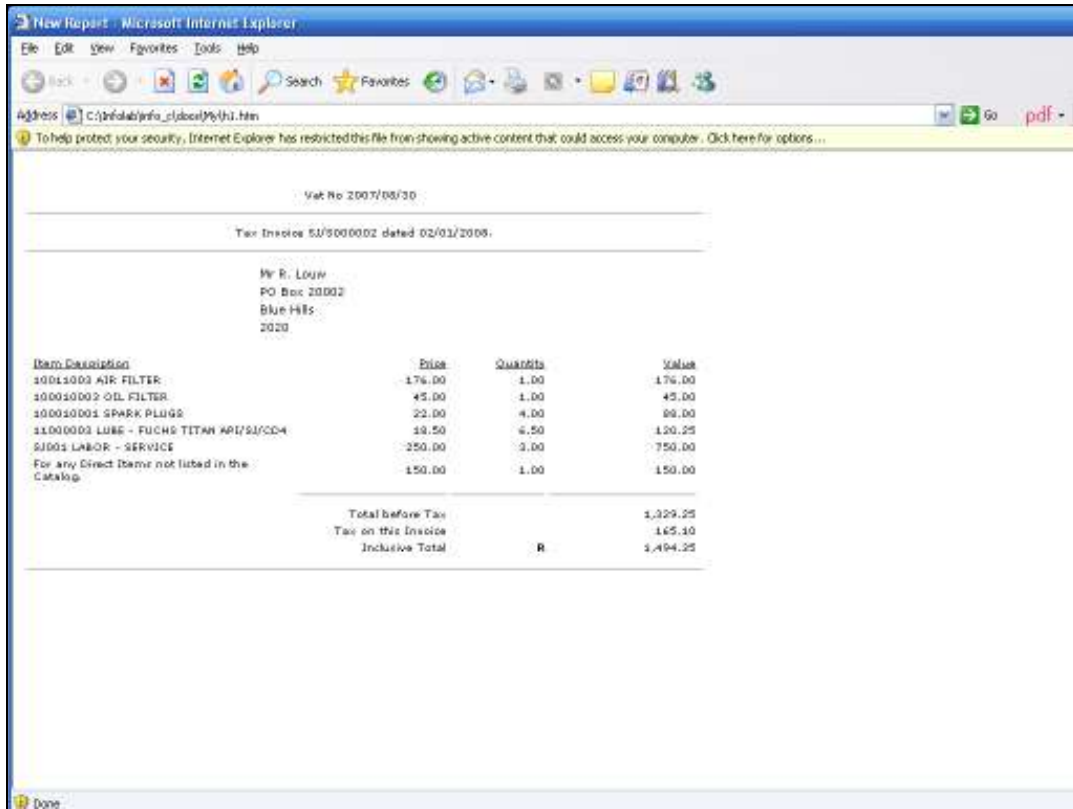 New Report - Microsoft Internet Explorer
File Edit View Favorites Tools Help
Back Search Favorites
Address C:\Infolab\info_cl\docs\My\h1.htm Go pdf
To help protect your security, Internet Explorer has restricted this file from showing active content that could access your computer. Click here for options...
Vat No 2007/08/30
Tax Invoice SJ/S000002 dated 02/01/2008.
Mr R. Louw
PO Box 20002
Blue Hills
2020
Item Description Price Quantity Value
10011003 AIR FILTER 176.00 1.00 176.00
100010002 OIL FILTER 45.00 1.00 45.00
100010001 SPARK PLUGS 22.00 4.00 88.00
11000003 LUBE - FUCHS TITAN API/SJ/CD4 18.50 6.50 120.25
SJ001 LABOR - SERVICE 250.00 3.00 750.00
For any Direct Items not listed in the Catalog. 150.00 1.00 150.00
Total before Tax 1,329.25
Tax on this Invoice 165.10
Inclusive Total R 1,494.35
Done